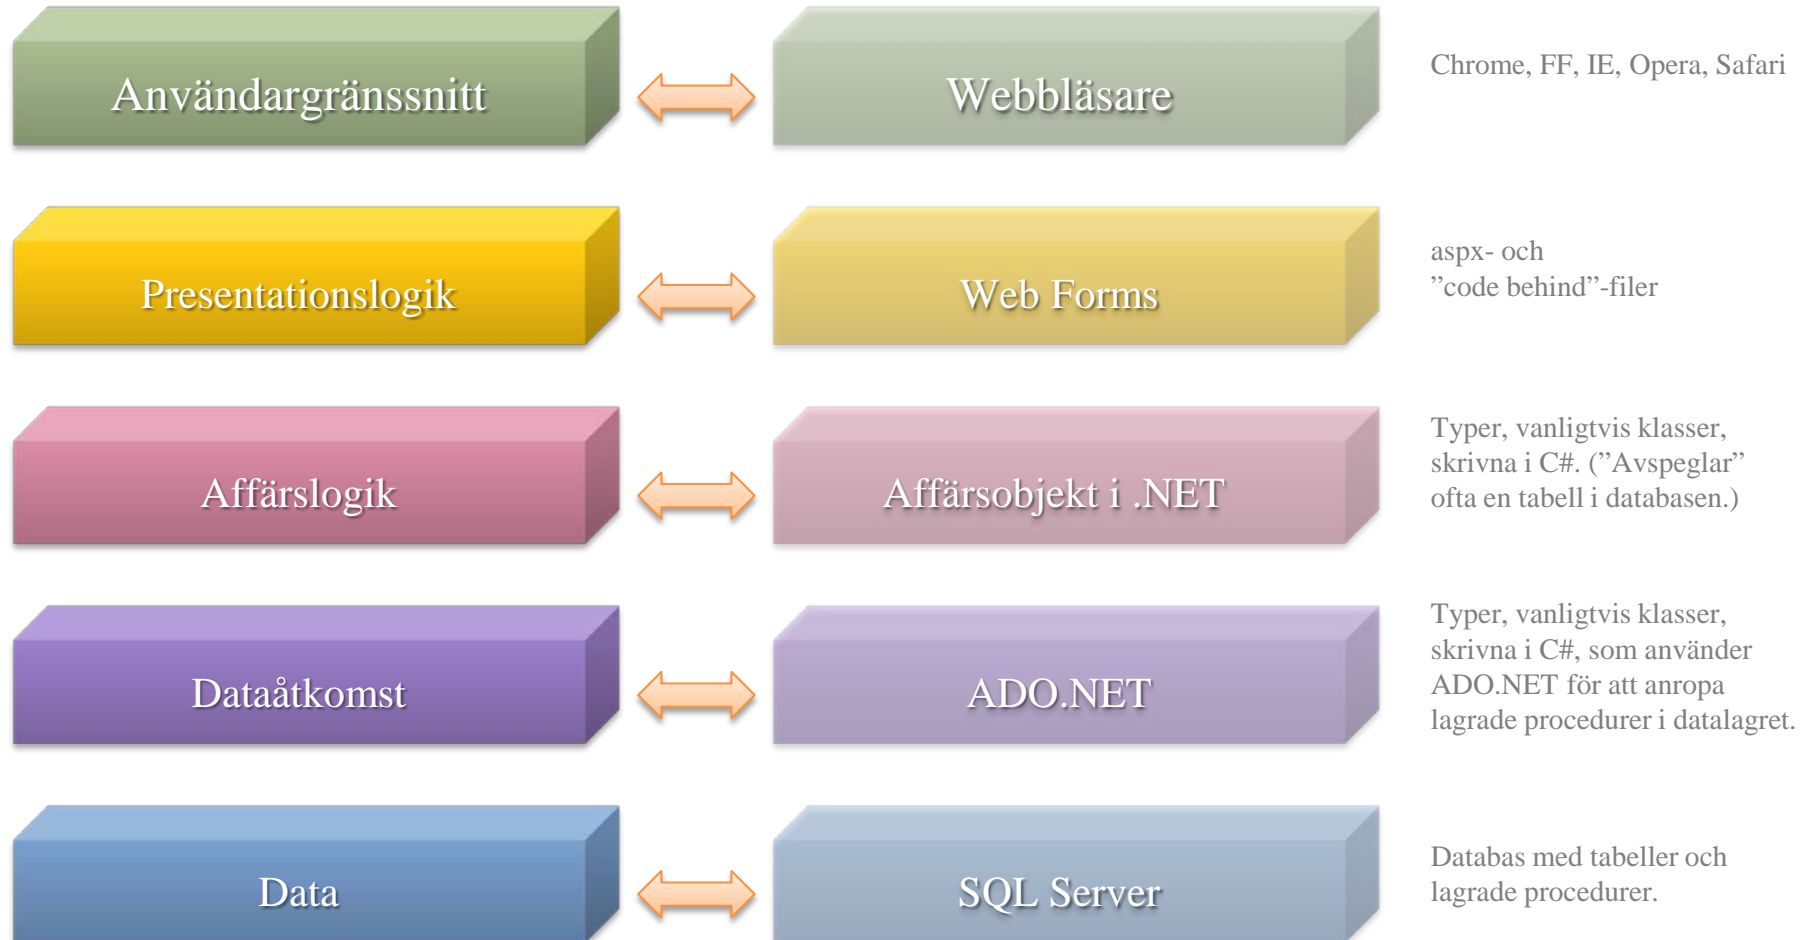 Användargränssnitt
Webbläsare
Chrome, FF, IE, Opera, Safari
Presentationslogik
Web Forms
aspx- och
”code behind”-filer
Affärslogik
Affärsobjekt i .NET
Typer, vanligtvis klasser,
skrivna i C#. (”Avspeglar”
ofta en tabell i databasen.)
Dataåtkomst
ADO.NET
Typer, vanligtvis klasser,
skrivna i C#, som använder
ADO.NET för att anropa
lagrade procedurer i datalagret.
Data
SQL Server
Databas med tabeller och
lagrade procedurer.